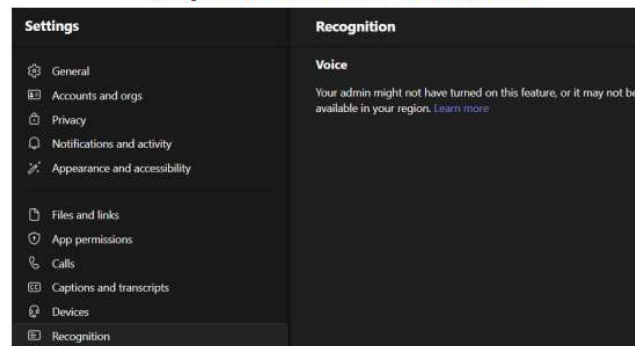 Settings
General
Accounts and orgs
Privacy
Notifications and activity
Appearance and accessibility
Files and links
App permissions
Calls
Captions and transcripts
Devices
Recognition
Recognition
Voice
Your admin might not have turned on this feature, or it may not be
available in your region. Learn more